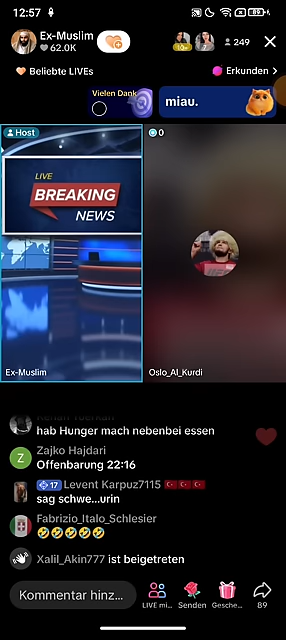 12:57
89
Ex-Muslim
62.0K
10+
249
Beliebte LIVEs
Erkunden >
Vielen Dank
miau.
Host
0
LIVE
BREAKING
NEWS
Ex-Muslim
Oslo_Al_Kurdi
hab Hunger mach nebenbei essen
Z
Zajko Hajdari
Offenbarung 22:16
17 Levent Karpuz7115 🇹🇷 🇹🇷 🇹🇷
sag schwe...urin
Fabrizio_Italo_Schlesier
🤣🤣🤣🤣🤣
Xalil_Akin777 ist beigetreten
Kommentar hinz...
LIVE mi...
Senden
Gesche...
89